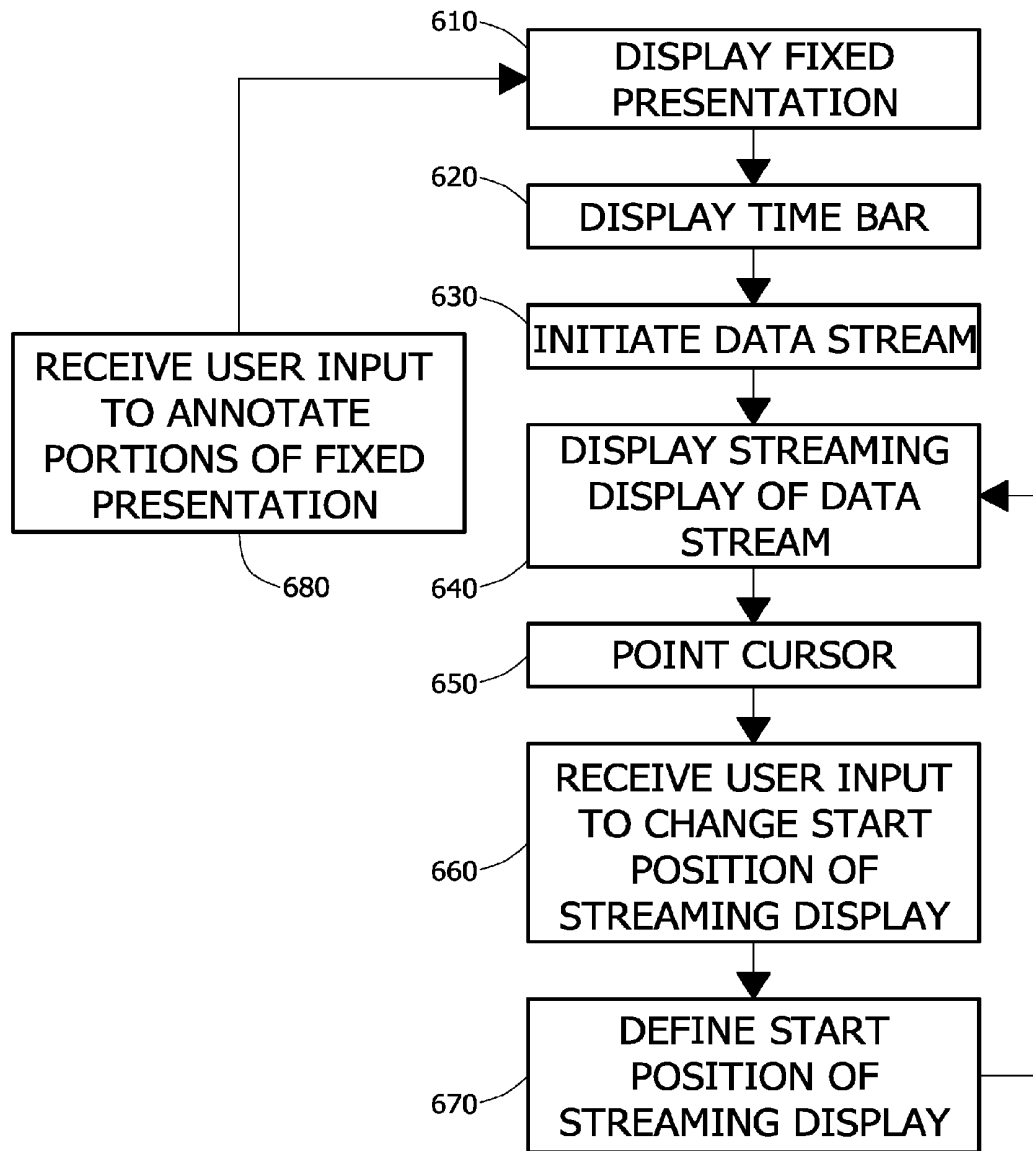 610
DISPLAY FIXED
PRESENTATION
620
DISPLAY TIME BAR
630
INITIATE DATA STREAM
RECEIVE USER INPUT
TO ANNOTATE
PORTIONS OF FIXED
PRESENTATION
680
DISPLAY STREAMING
DISPLAY OF DATA
STREAM
640
POINT CURSOR
650
RECEIVE USER INPUT
TO CHANGE START
POSITION OF
STREAMING DISPLAY
660
DEFINE START
POSITION OF
STREAMING DISPLAY
670